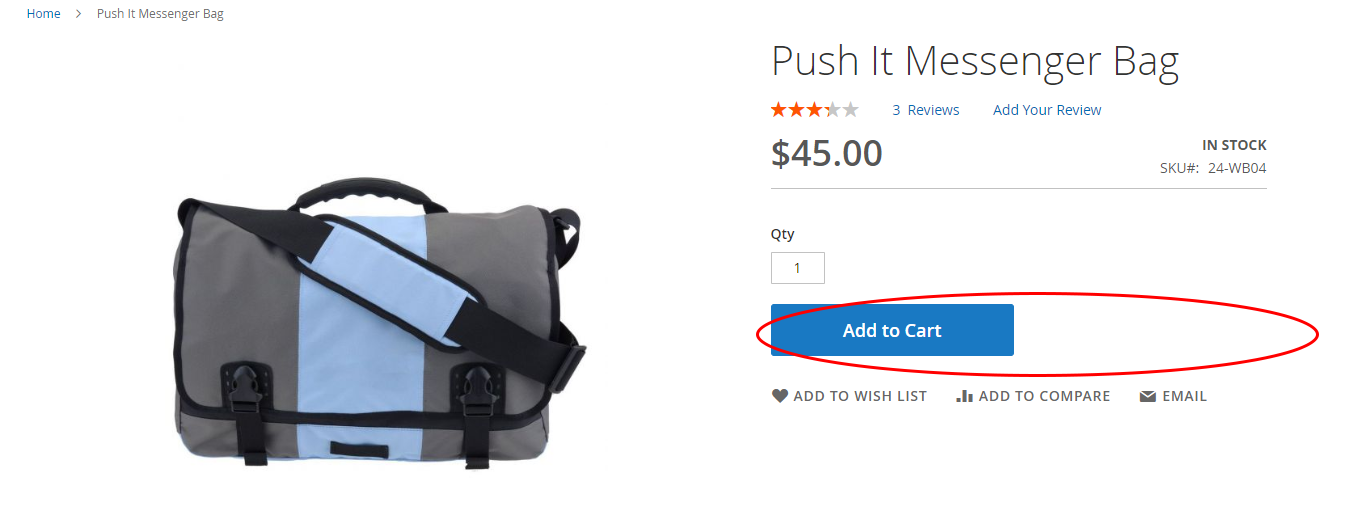 Home > Push It Messenger Bag
Push It Messenger Bag
3 Reviews Add Your Review
$45.00
IN STOCK
SKU#: 24-WB04
Qty
1
Add to Cart
ADD TO WISH LIST ADD TO COMPARE EMAIL